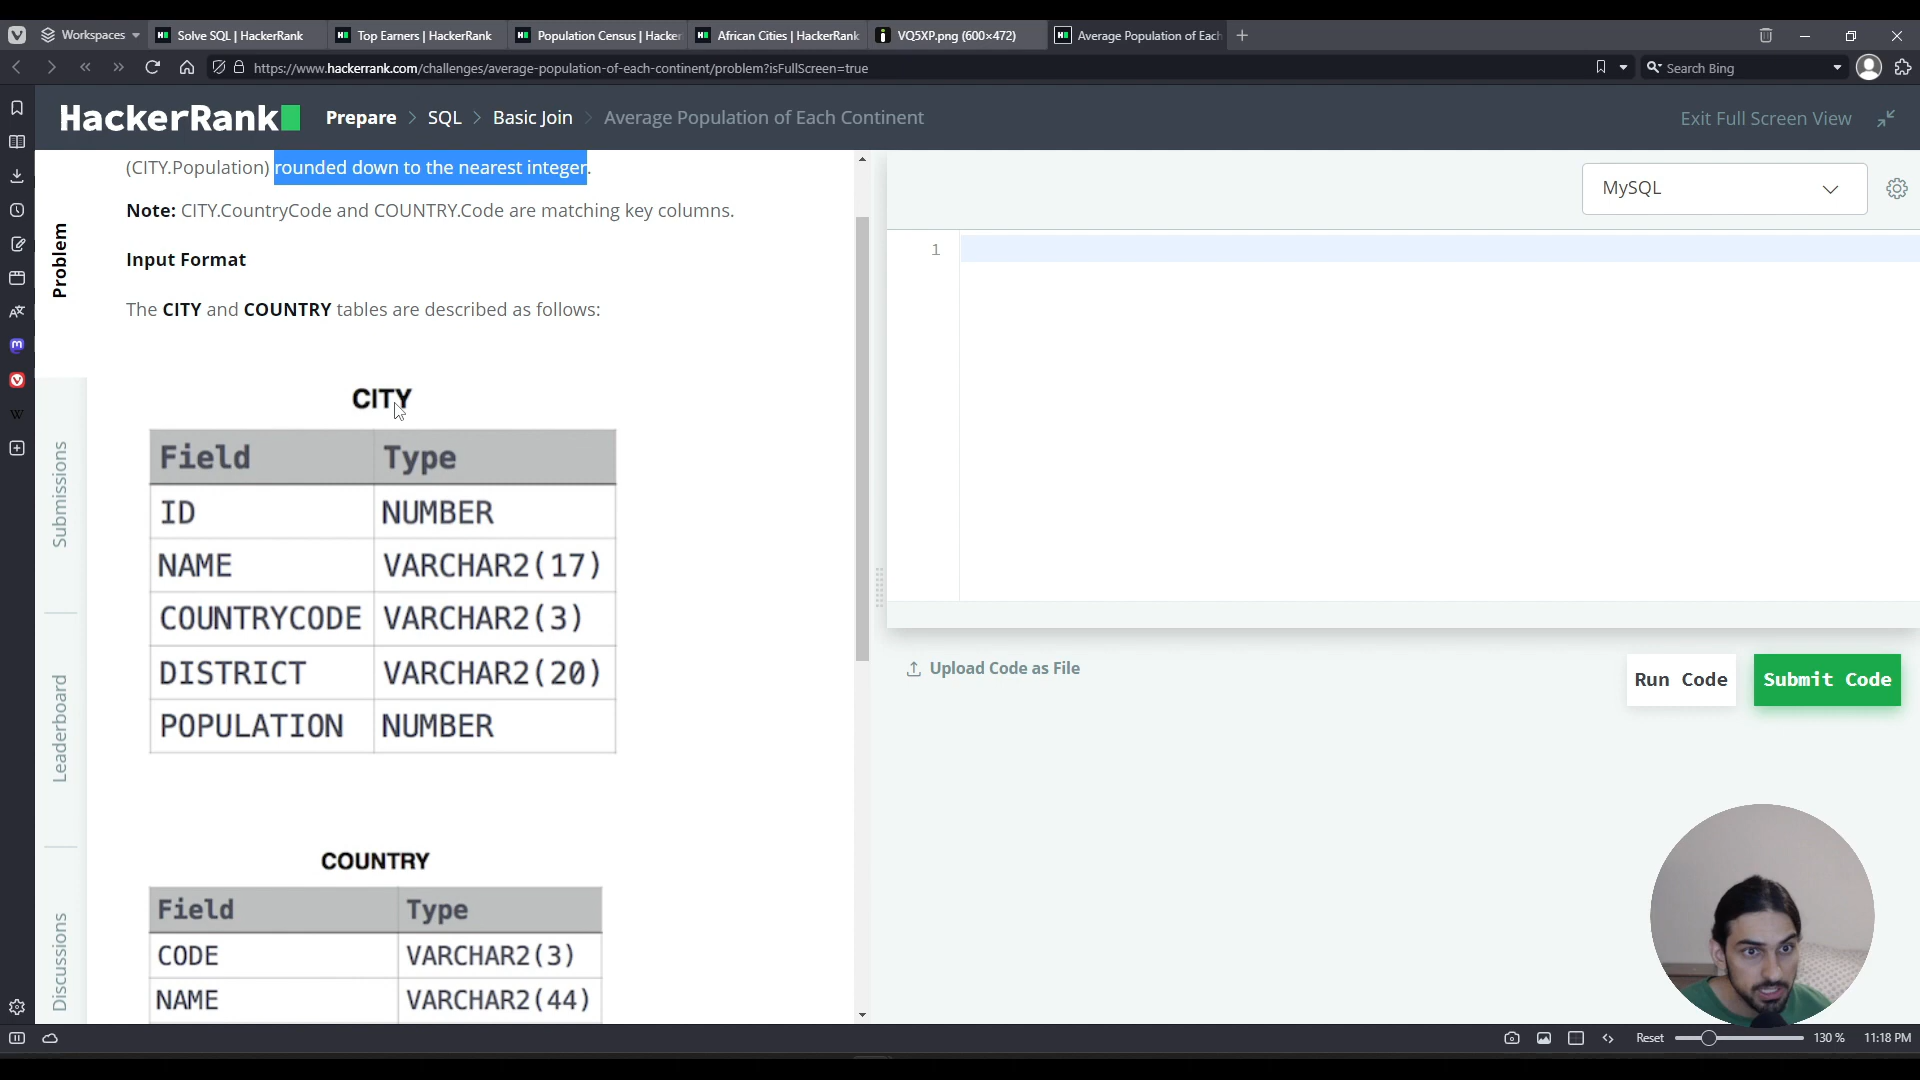 Workspaces
Solve SQL | HackerRank
Top Earners | HackerRank
Population Census | Hacker
African Cities | HackerRank
VQ5XP.png (600×472)
Average Population of Each
https://www.hackerrank.com/challenges/average-population-of-each-continent/problem?isFullScreen=true
Search Bing
HackerRank
Prepare > SQL > Basic Join > Average Population of Each Continent
Exit Full Screen View
(CITY.Population) rounded down to the nearest integer.
Note: CITY.CountryCode and COUNTRY.Code are matching key columns.
Input Format
The CITY and COUNTRY tables are described as follows:
CITY
Field Type
ID NUMBER
NAME VARCHAR2(17)
COUNTRYCODE VARCHAR2(3)
DISTRICT VARCHAR2(20)
POPULATION NUMBER
COUNTRY
Field Type
CODE VARCHAR2(3)
NAME VARCHAR2(44)
Problem
Submissions
Leaderboard
Discussions
MySQL
1
Upload Code as File
Run Code
Submit Code
Reset
130 %
11:18 PM